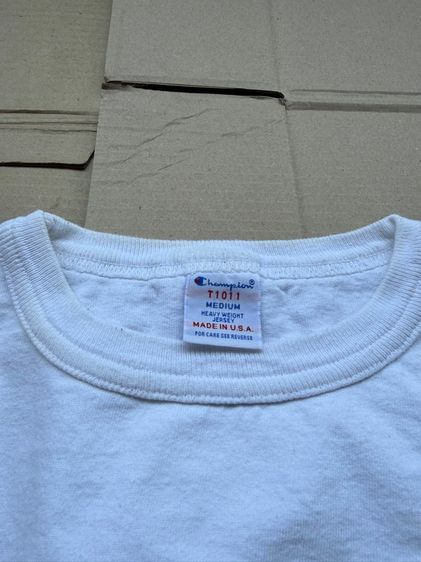 Champion
T1011
MEDIUM
HEAVY WEIGHT
JERSEY
MADE IN U.S.A.
FOR CARE SEE REVERSE